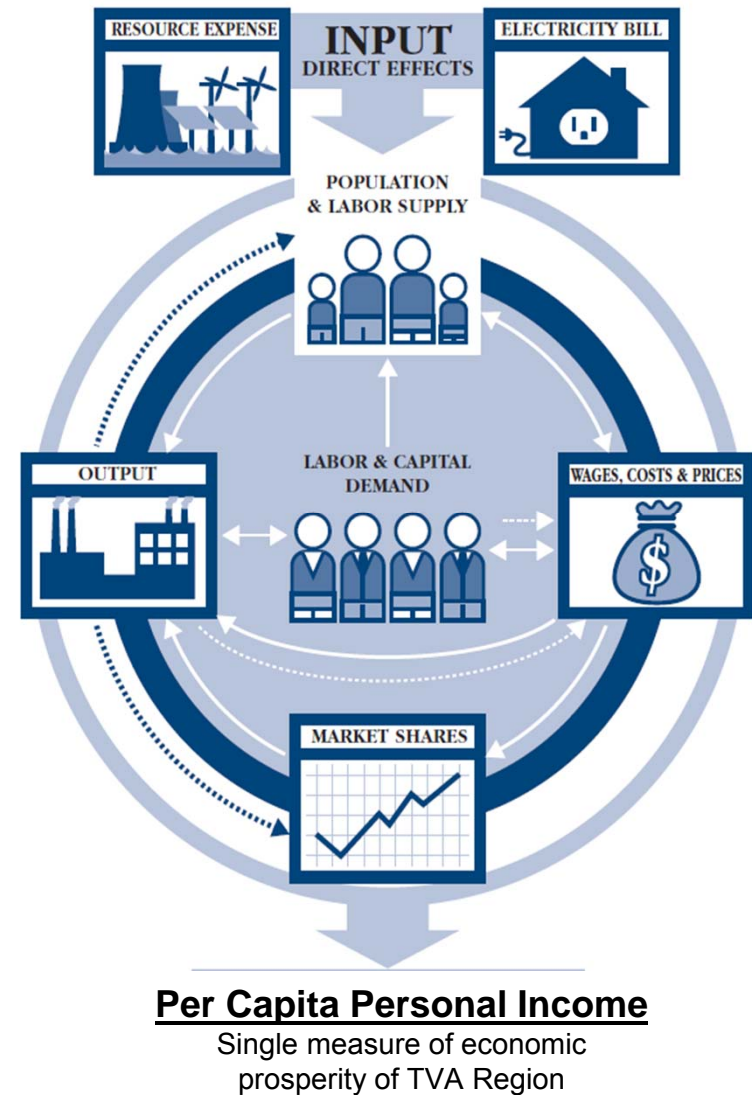 RESOURCE EXPENSE
INPUT
DIRECT EFFECTS
ELECTRICITY BILL
POPULATION
& LABOR SUPPLY
OUTPUT
LABOR & CAPITAL
DEMAND
WAGES, COSTS & PRICES
$
MARKET SHARES
Per Capita Personal Income
Single measure of economic
prosperity of TVA Region